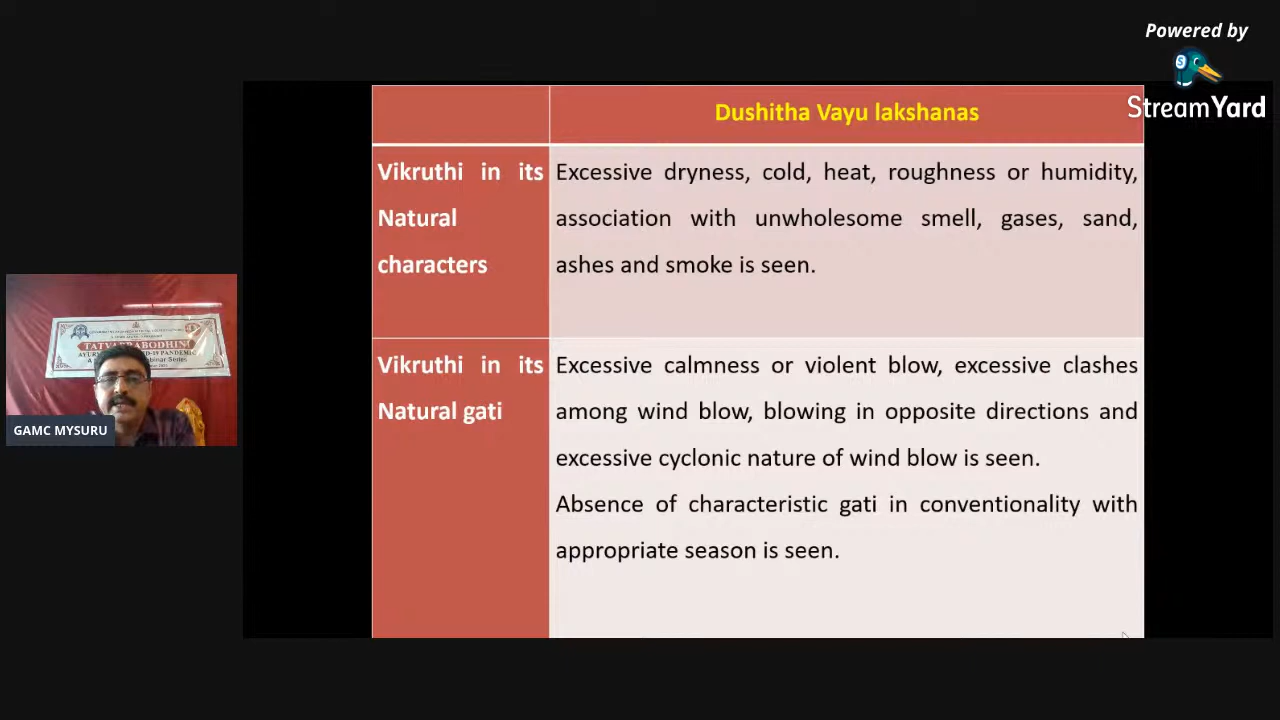 Powered by
StreamYard
Dushitha Vayu lakshanas
Vikruthi in its
Natural
characters
Excessive dryness, cold, heat, roughness or humidity,
association with unwholesome smell, gases, sand,
ashes and smoke is seen.
Vikruthi in its
Natural gati
Excessive calmness or violent blow, excessive clashes
among wind blow, blowing in opposite directions and
excessive cyclonic nature of wind blow is seen.
Absence of characteristic gati in conventionality with
appropriate season is seen.
TATVAPRABODHINI
GAMC MYSURU